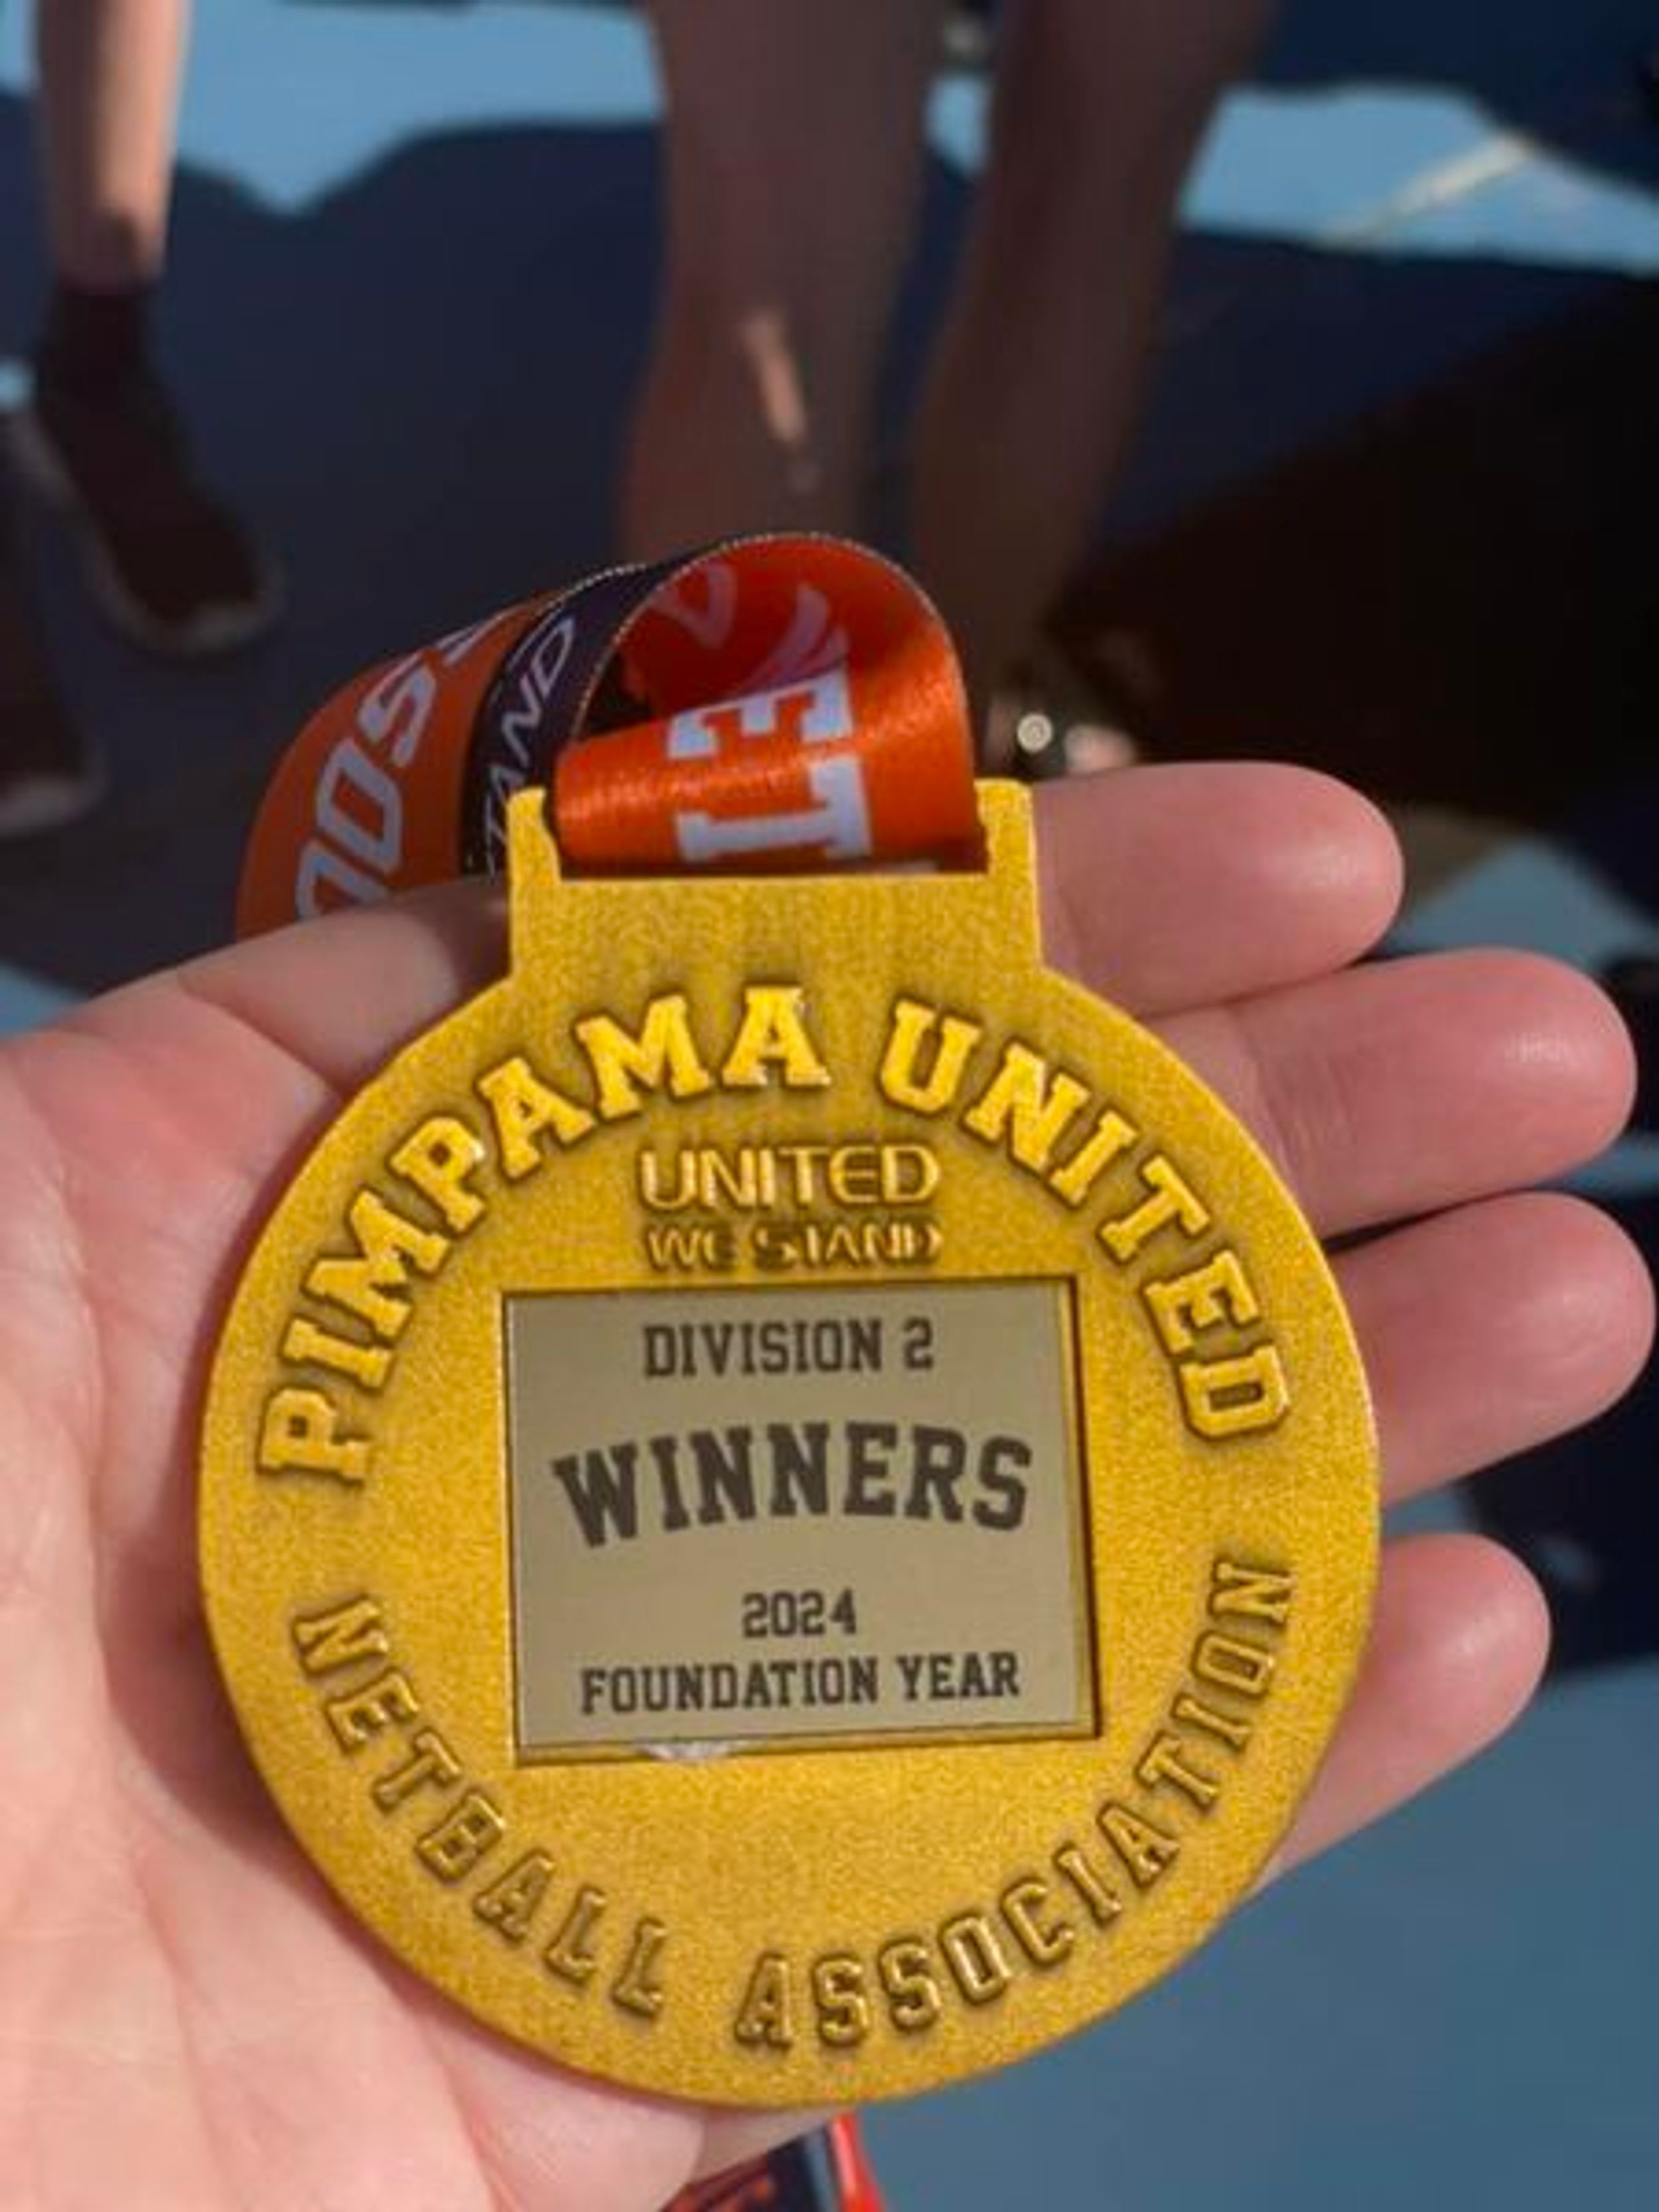 PIMPAMA UNITED
UNITED
WE STAND
DIVISION 2
WINNERS
2024
FOUNDATION YEAR
NETBALL ASSOCIATION